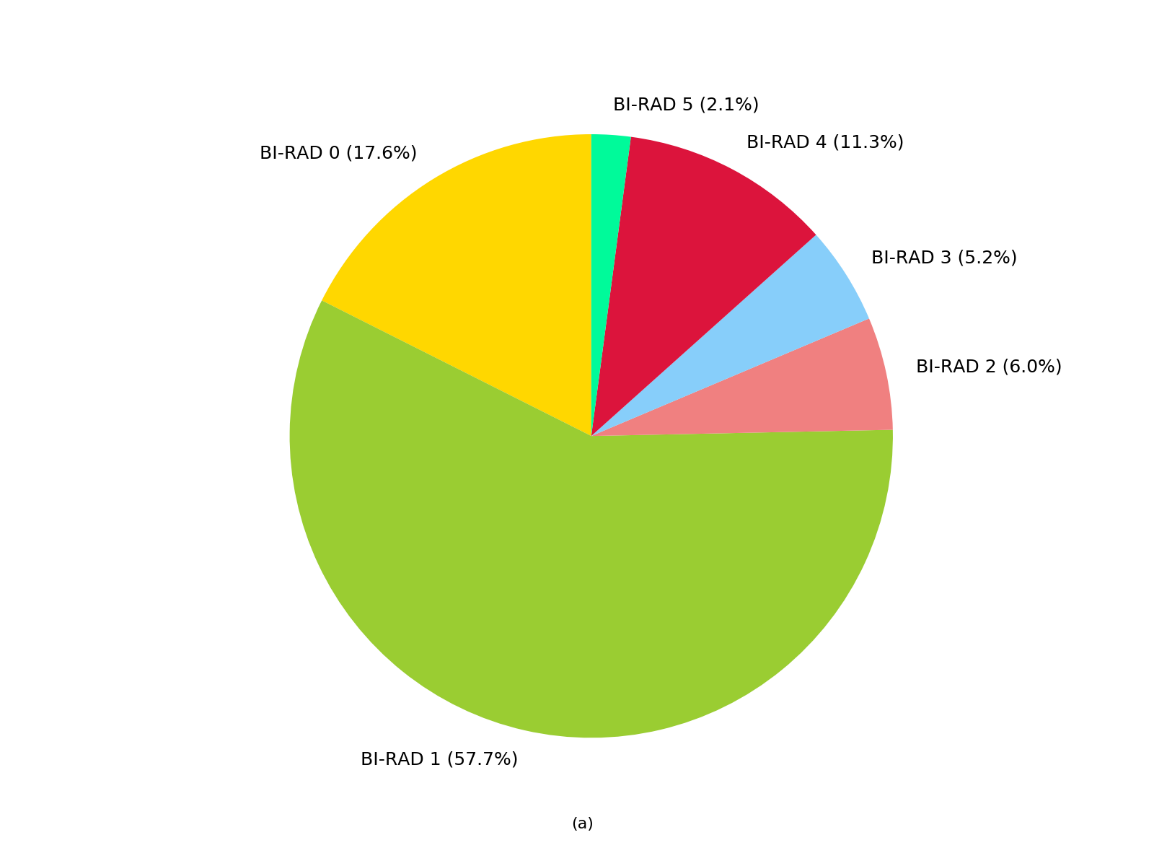 BI-RAD 5 (2.1%)
BI-RAD 4 (11.3%)
BI-RAD 0 (17.6%)
BI-RAD 3 (5.2%)
BI-RAD 2 (6.0%)
BI-RAD 1 (57.7%)
(a)